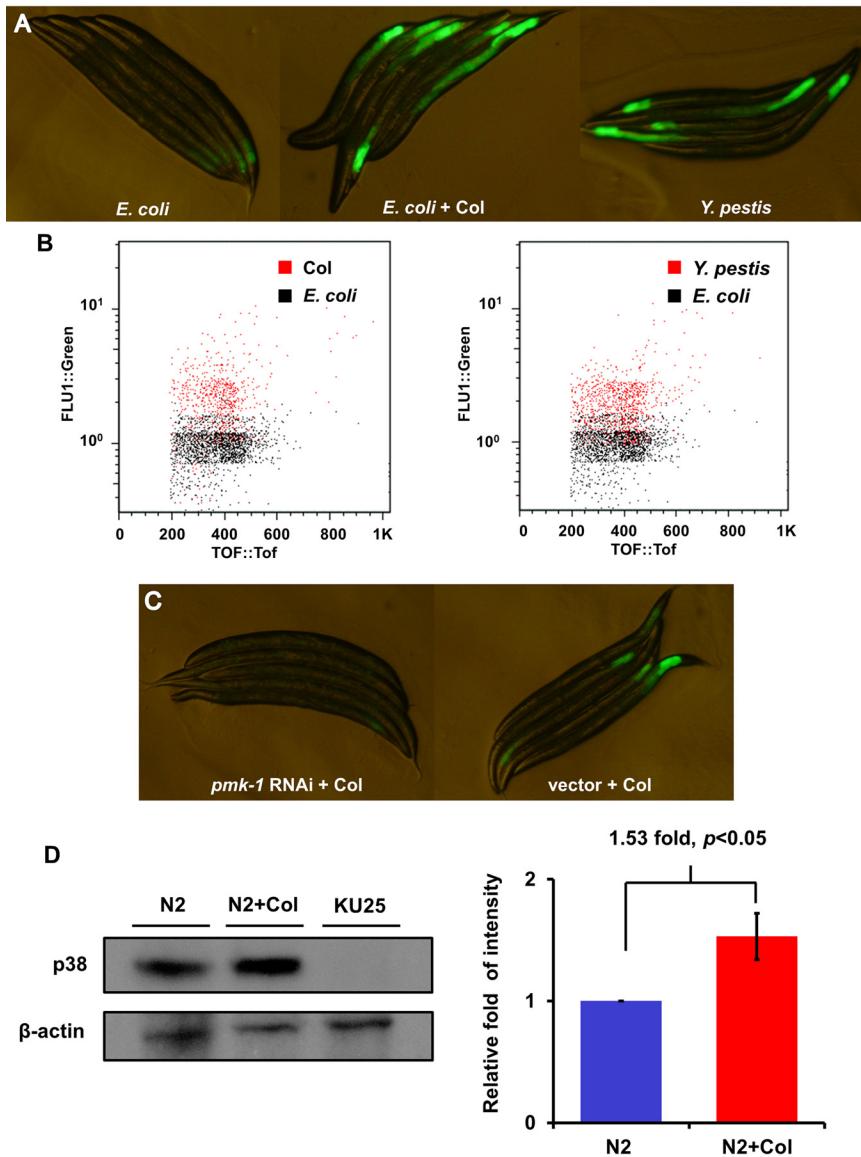 A
E. coli
E. coli + Col
Y. pestis
B
FLU1::Green
10¹
10⁰
Col
E. coli
0 200 400 600 800 1K
TOF::Tof
FLU1::Green
10¹
10⁰
Y. pestis
E. coli
0 200 400 600 800 1K
TOF::Tof
C
pmk-1 RNAi + Col
vector + Col
D
N2 N2+Col KU25
p38
β-actin
1.53 fold, p<0.05
Relative fold of intensity
2
1
0
N2 N2+Col